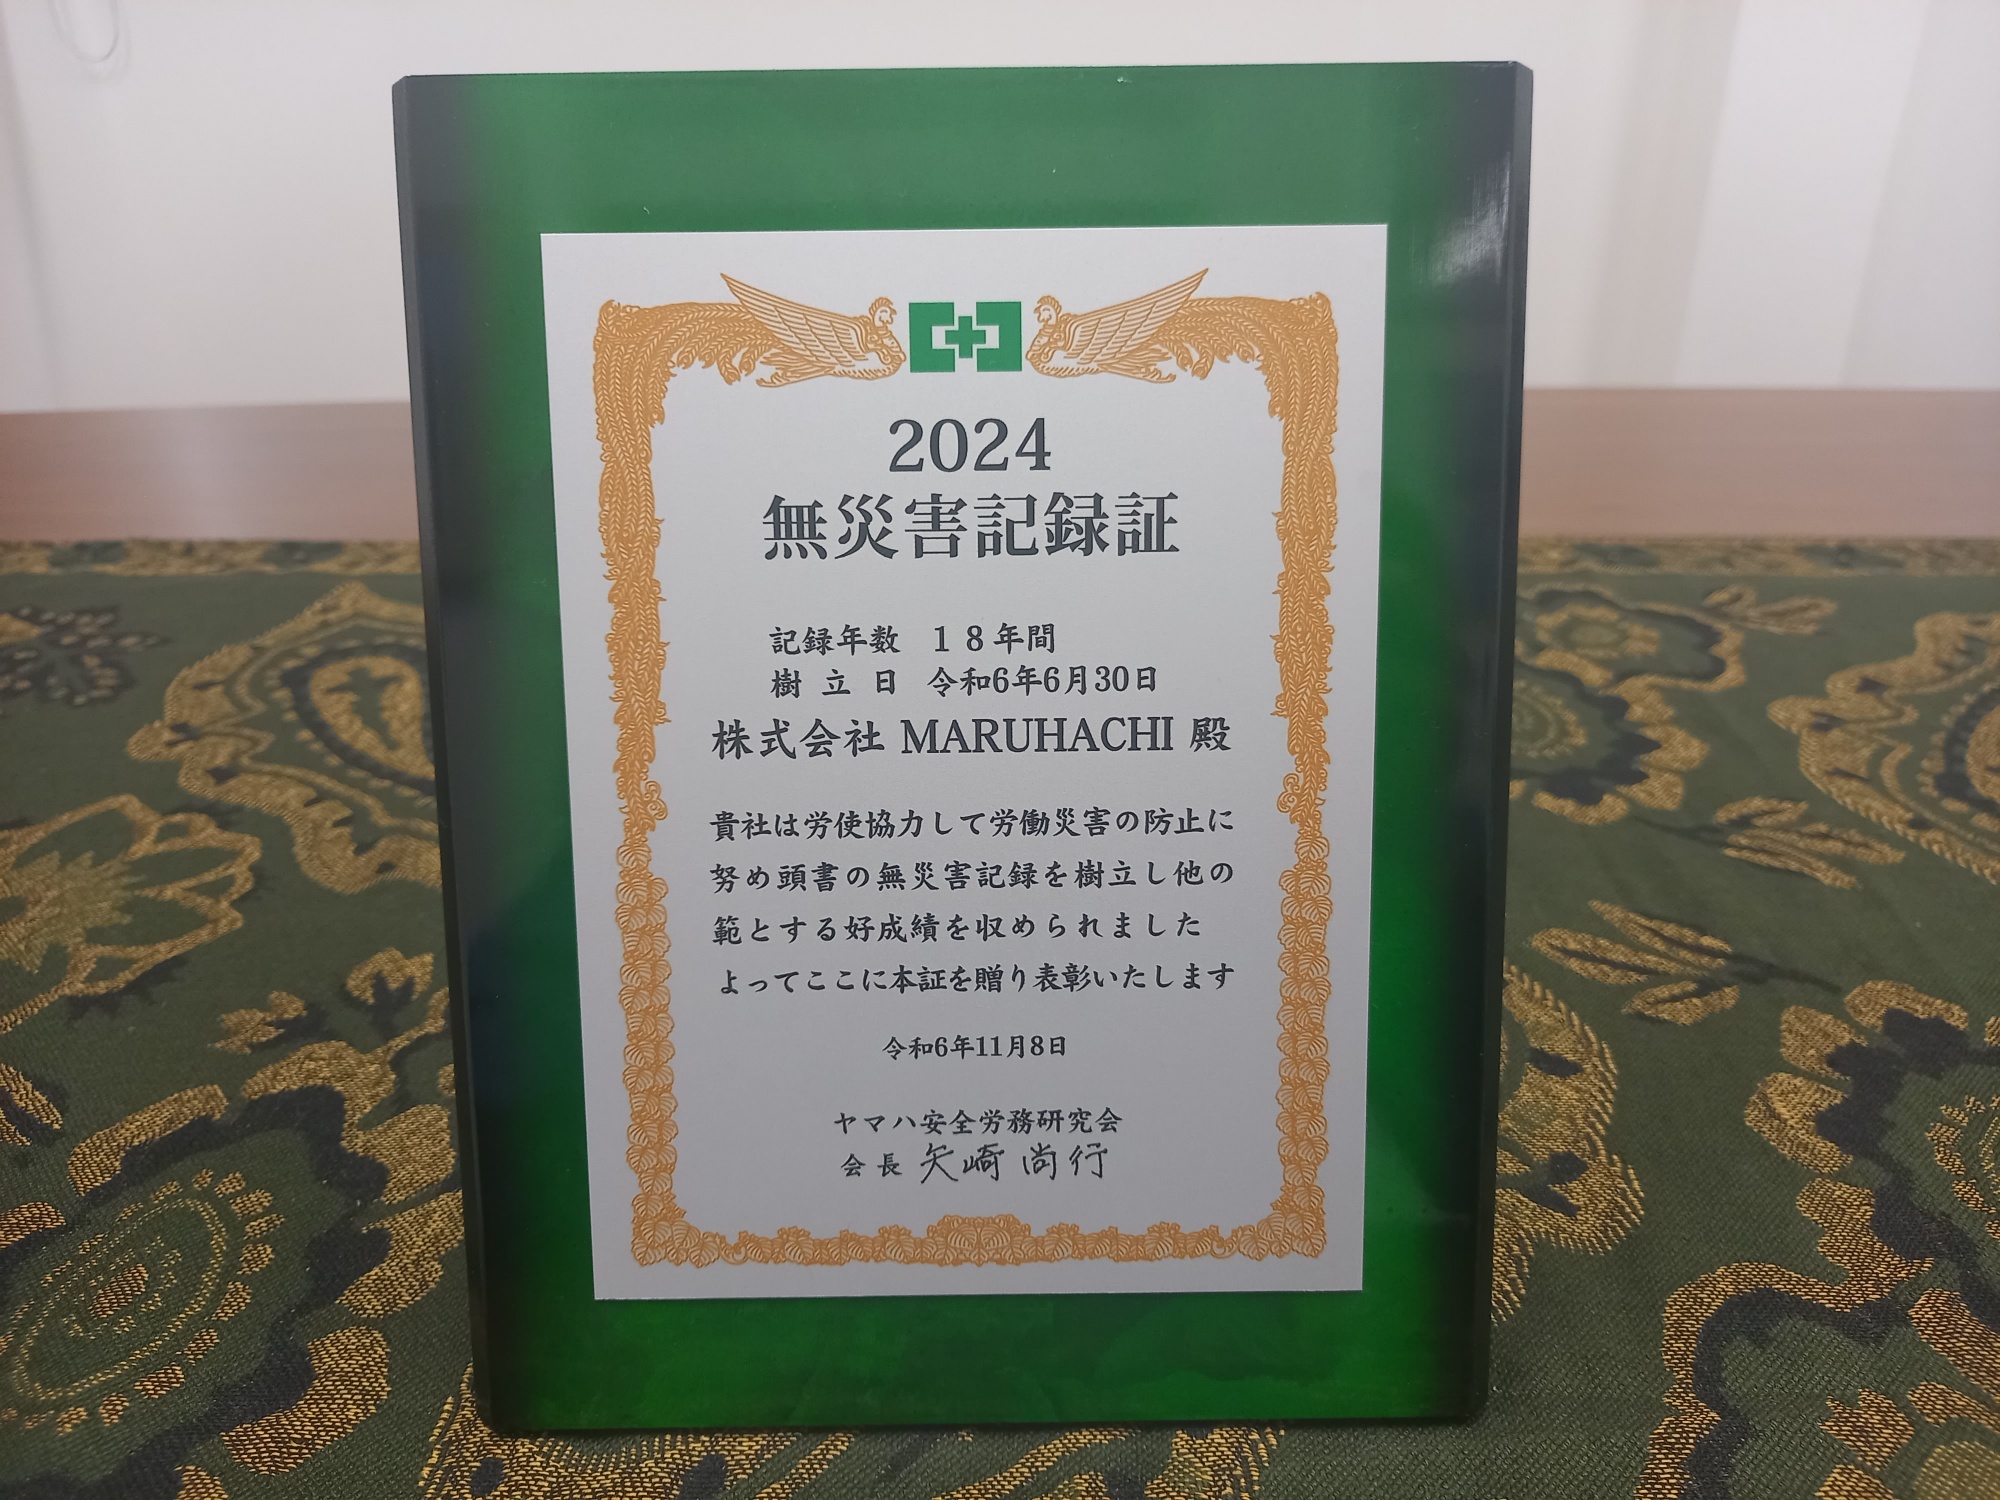 2024
無災害記録証
記録年数 18年間
樹立日 令和6年6月30日
株式会社 MARUHACHI 殿
貴社は労使協力して労働災害の防止に
努め頭書の無災害記録を樹立し他の
範とする好成績を収められました
よってここに本証を贈り表彰いたします
令和6年11月8日
ヤマハ安全労務研究会
会長 矢崎 尚行